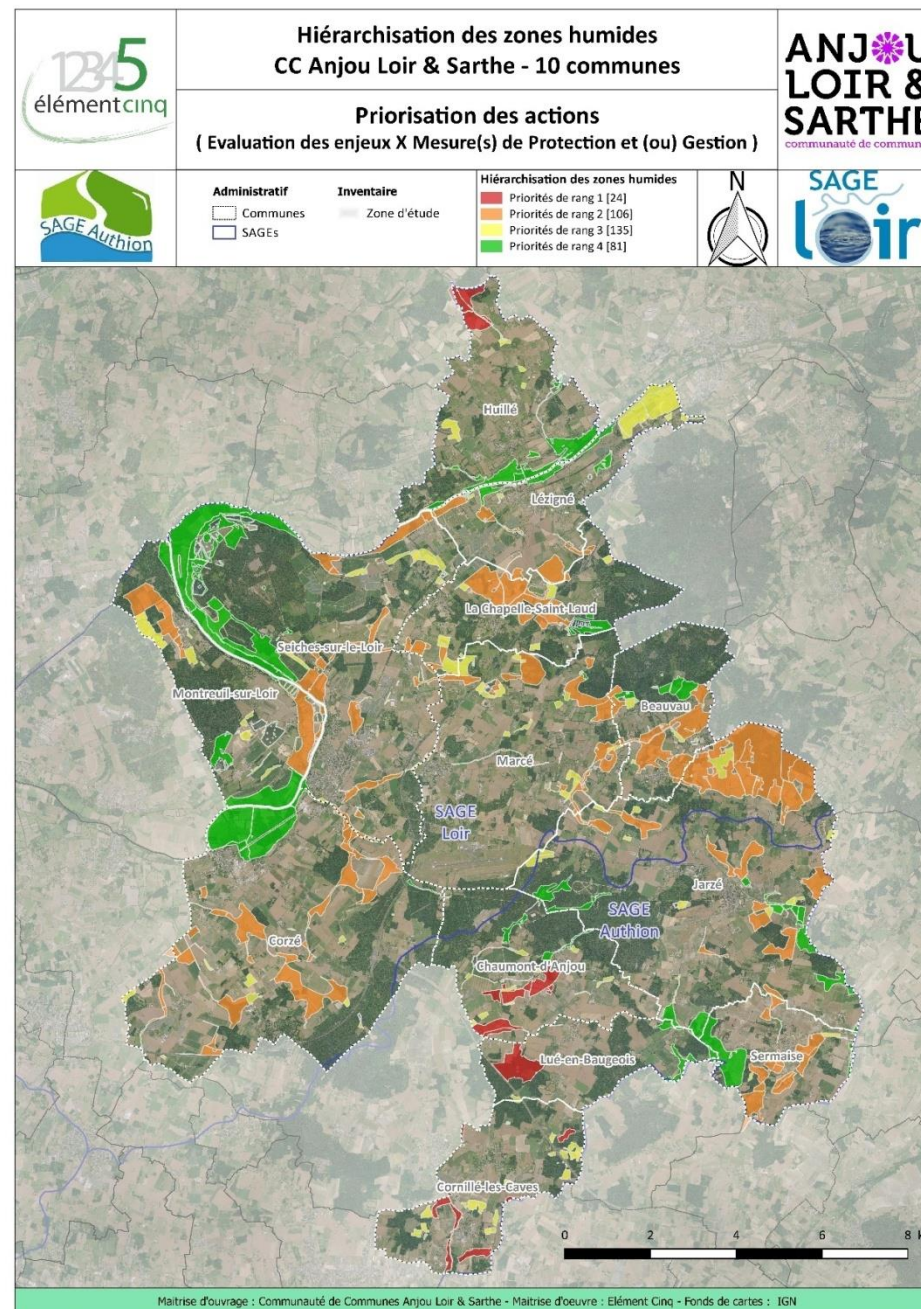 12345
élément cinq
Hiérarchisation des zones humides
CC Anjou Loir & Sarthe - 10 communes
Priorisation des actions
( Evaluation des enjeux X Mesure(s) de Protection et (ou) Gestion )
ANJOU
LOIR &
SARTHE
communauté de commun
SAGE Authion
Administratif
Communes
SAGEs
Inventaire
Zone d'étude
Hiérarchisation des zones humides
Priorités de rang 1 [24]
Priorités de rang 2 [106]
Priorités de rang 3 [135]
Priorités de rang 4 [81]
N
SAGE
loir
Huillé
Lézigné
La Chapelle-Saint-Laud
Seiches-sur-le-Loir
Montreuil-sur-Loir
Beauvau
Marcé
SAGE
Loir
Jarzé
SAGE
Authion
Corzé
Chaumont-d'Anjou
Lué-en-Baugeois
Sermaise
Cornillé-les-Caves
0 2 4 6 8 k
Maitrise d'ouvrage : Communauté de Communes Anjou Loir & Sarthe - Maitrise d'oeuvre : Elément Cinq - Fonds de cartes : IGN